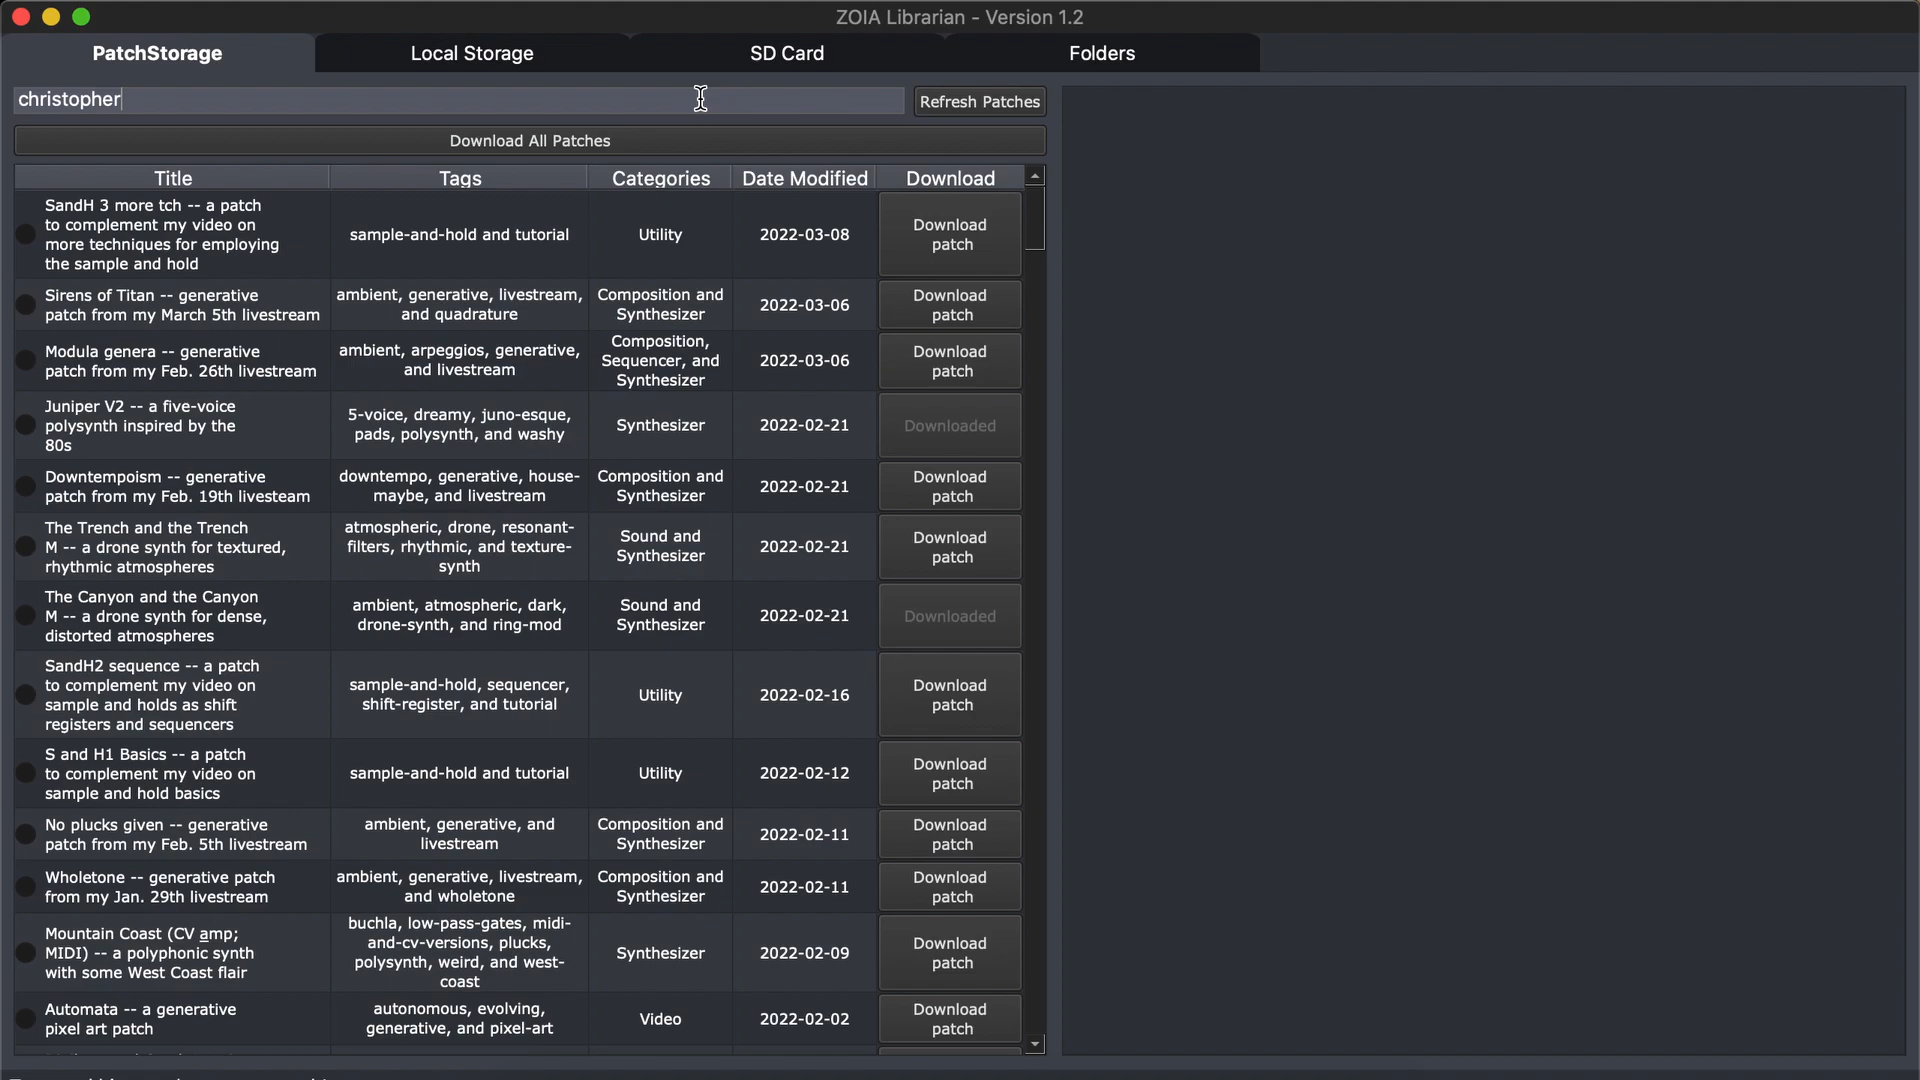 ZOIA Librarian - Version 1.2
PatchStorage
Local Storage
SD Card
Folders
christopher
Refresh Patches
Download All Patches
Title
Tags
Categories
Date Modified
Download
SandH 3 more tch -- a patch
to complement my video on
more techniques for employing
the sample and hold
sample-and-hold and tutorial
Utility
2022-03-08
Download
patch
Sirens of Titan -- generative
patch from my March 5th livestream
ambient, generative, livestream,
and quadrature
Composition and
Synthesizer
2022-03-06
Download
patch
Modula genera -- generative
patch from my Feb. 26th livestream
ambient, arpeggios, generative,
and livestream
Composition,
Sequencer, and
Synthesizer
2022-03-06
Download
patch
Juniper V2 -- a five-voice
polysynth inspired by the
80s
5-voice, dreamy, juno-esque,
pads, polysynth, and washy
Synthesizer
2022-02-21
Downloaded
Downtempoism -- generative
patch from my Feb. 19th livesteam
downtempo, generative, house-
maybe, and livestream
Composition and
Synthesizer
2022-02-21
Download
patch
The Trench and the Trench
M -- a drone synth for textured,
rhythmic atmospheres
atmospheric, drone, resonant-
filters, rhythmic, and texture-
synth
Sound and
Synthesizer
2022-02-21
Download
patch
The Canyon and the Canyon
M -- a drone synth for dense,
distorted atmospheres
ambient, atmospheric, dark,
drone-synth, and ring-mod
Sound and
Synthesizer
2022-02-21
Downloaded
SandH2 sequence -- a patch
to complement my video on
sample and holds as shift
registers and sequencers
sample-and-hold, sequencer,
shift-register, and tutorial
Utility
2022-02-16
Download
patch
S and H1 Basics -- a patch
to complement my video on
sample and hold basics
sample-and-hold and tutorial
Utility
2022-02-12
Download
patch
No plucks given -- generative
patch from my Feb. 5th livestream
ambient, generative, and
livestream
Composition and
Synthesizer
2022-02-11
Download
patch
Wholetone -- generative patch
from my Jan. 29th livestream
ambient, generative, livestream,
and wholetone
Composition and
Synthesizer
2022-02-11
Download
patch
Mountain Coast (CV amp;
MIDI) -- a polyphonic synth
with some West Coast flair
buchla, low-pass-gates, midi-
and-cv-versions, plucks,
polysynth, weird, and west-
coast
Synthesizer
2022-02-09
Download
patch
Automata -- a generative
pixel art patch
autonomous, evolving,
generative, and pixel-art
Video
2022-02-02
Download
patch